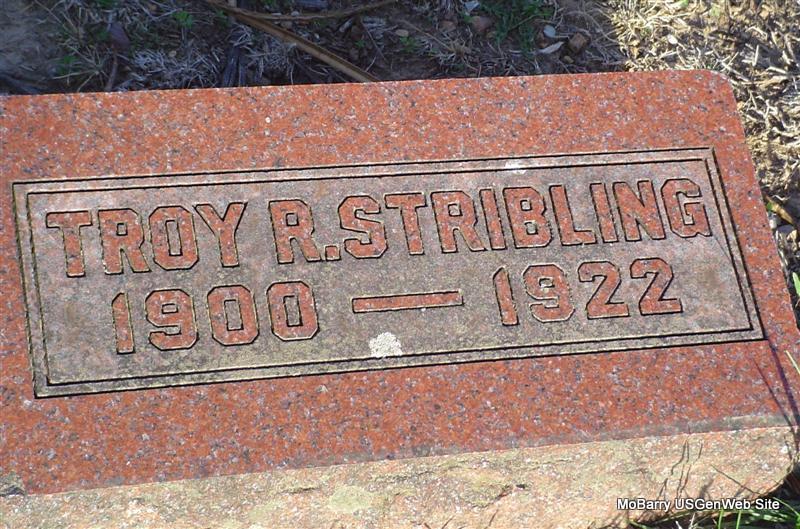 TROY R. STRIBLING
1900 — 1922
MoBarry USGenWeb Site